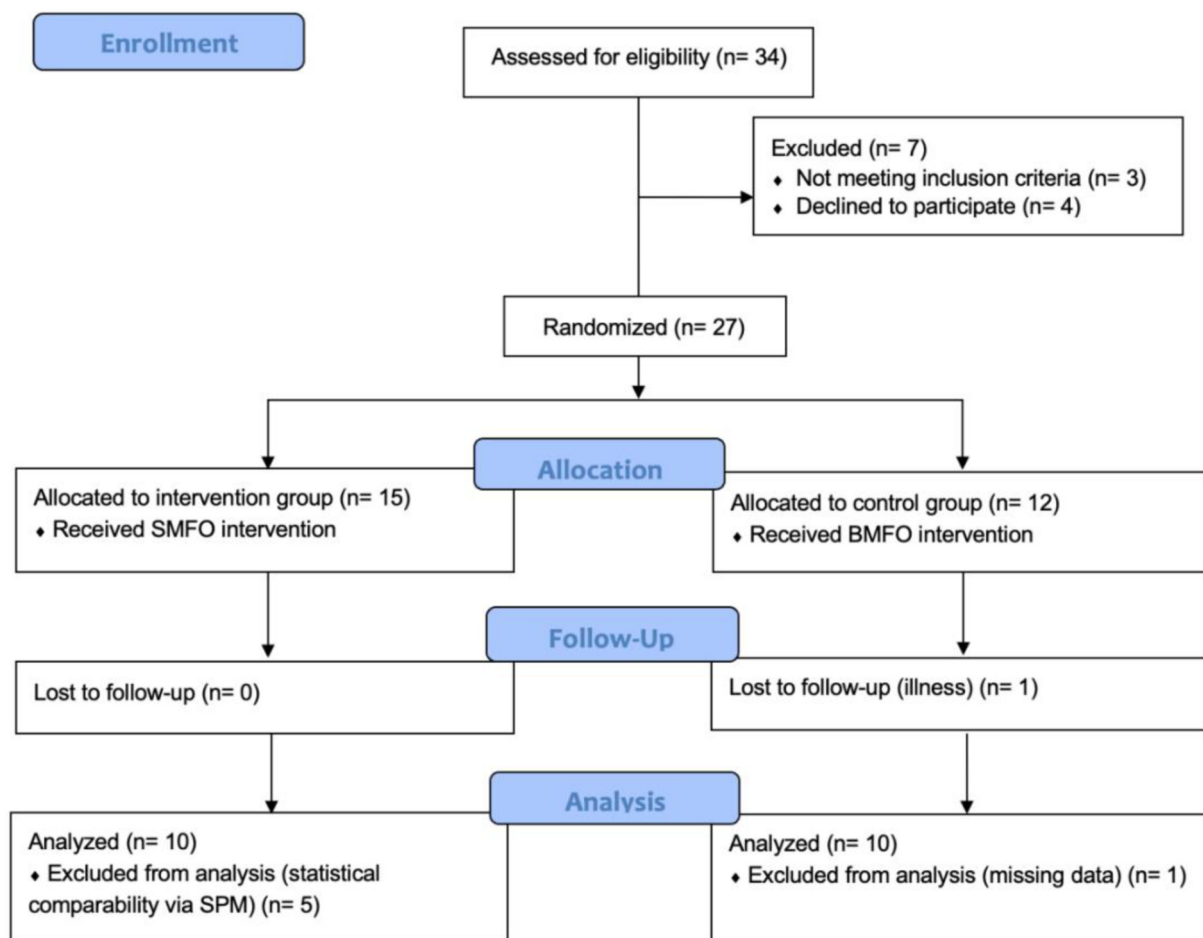 Enrollment
Assessed for eligibility (n= 34)
Excluded (n= 7)
♦ Not meeting inclusion criteria (n= 3)
♦ Declined to participate (n= 4)
Randomized (n= 27)
Allocation
Allocated to intervention group (n= 15)
♦ Received SMFO intervention
Allocated to control group (n= 12)
♦ Received BMFO intervention
Follow-Up
Lost to follow-up (n= 0)
Lost to follow-up (illness) (n= 1)
Analysis
Analyzed (n= 10)
♦ Excluded from analysis (statistical
comparability via SPM) (n= 5)
Analyzed (n= 10)
♦ Excluded from analysis (missing data) (n= 1)